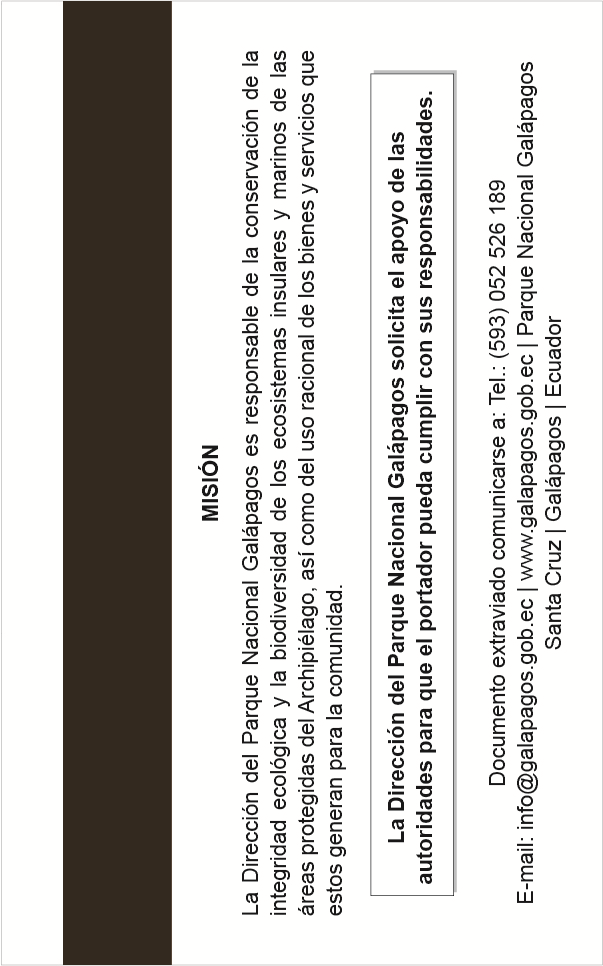 MISIÓN
La Dirección del Parque Nacional Galápagos es responsable de la conservación de la
integridad ecológica y la biodiversidad de los ecosistemas insulares y marinos de las
áreas protegidas del Archipiélago, así como del uso racional de los bienes y servicios que
estos generan para la comunidad.
La Dirección del Parque Nacional Galápagos solicita el apoyo de las
autoridades para que el portador pueda cumplir con sus responsabilidades.
Documento extraviado comunicarse a: Tel.: (593) 052 526 189
E-mail: info@galapagos.gob.ec | www.galapagos.gob.ec | Parque Nacional Galápagos
Santa Cruz | Galápagos | Ecuador